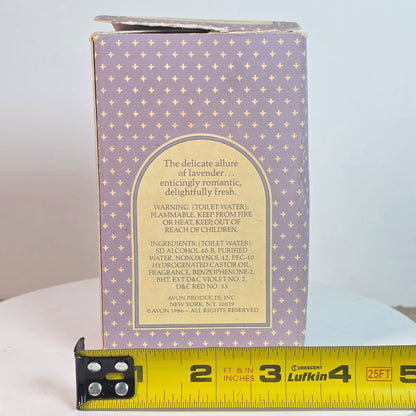 The delicate allure
of lavender...
enticingly romantic,
delightfully fresh.
WARNING (TOILET WATER):
FLAMMABLE. KEEP FROM FIRE
OR HEAT. KEEP OUT OF
REACH OF CHILDREN.
INGREDIENTS: (TOILET WATER):
SD ALCOHOL 40-B, PURIFIED
WATER, NONOXYNOL-12, PEG-40
HYDROGENATED CASTOR OIL,
FRAGRANCE, BENZOPHENONE-2,
BHT, EXT D&C VIOLET NO. 2,
D&C RED NO. 33
AVON PRODUCTS, INC.
NEW YORK, N.Y. 10019
©AVON 1986—ALL RIGHTS RESERVED
1 2 FT & IN INCHES 3 CRESCENT Lufkin 4 25FT 5